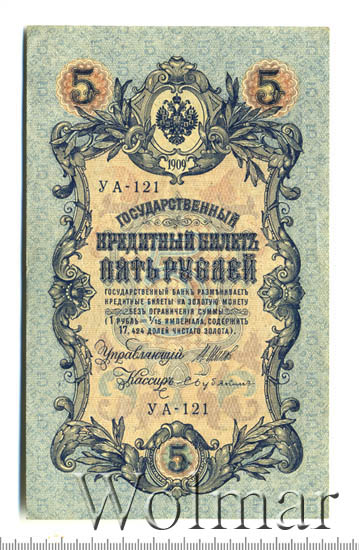 5 5
1909
УА-121
ГОСУДАРСТВЕННЫЙ
КРЕДИТНЫЙ БИЛЕТЪ
ПЯТЬ РУБЛЕЙ
ГОСУДАРСТВЕННЫЙ БАНКЪ РАЗМѢНИВАЕТЪ
КРЕДИТНЫЕ БИЛЕТЫ НА ЗОЛОТУЮ МОНЕТУ
БЕЗЪ ОГРАНИЧЕНІЯ СУММЫ
(1 РУБЛЬ = 1/15 ИМПЕРІАЛА, СОДЕРЖИТЪ
17,424 ДОЛЕЙ ЧИСТАГО ЗОЛОТА).
Управляющій
Кассиръ
УА-121
5
Wolmar